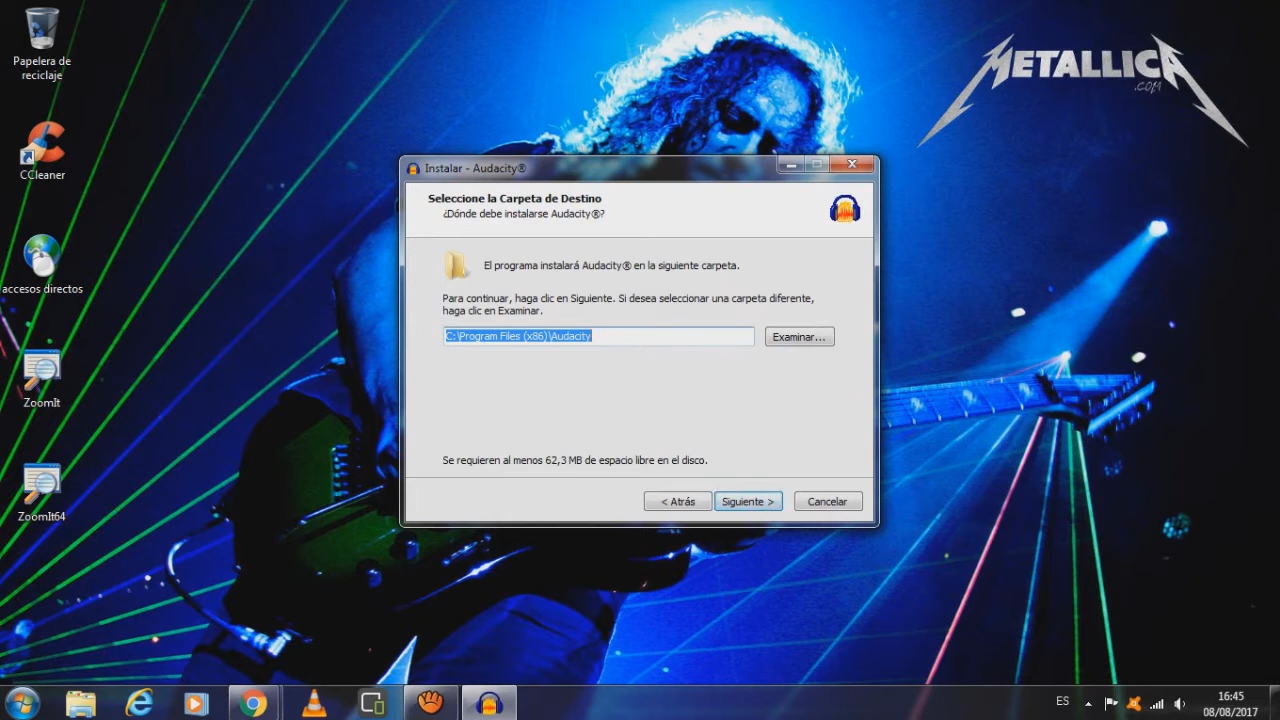 Papelera de
reciclaje
CCleaner
accesos directos
ZoomIt
ZoomIt64
METALLICA
.com
Instalar - Audacity®
Seleccione la Carpeta de Destino
¿Dónde debe instalarse Audacity®?
El programa instalará Audacity® en la siguiente carpeta.
Para continuar, haga clic en Siguiente. Si desea seleccionar una carpeta diferente,
haga clic en Examinar.
C:\Program Files (x86)\Audacity
Examinar...
Se requieren al menos 62,3 MB de espacio libre en el disco.
< Atrás
Siguiente >
Cancelar
ES
16:45
08/08/2017